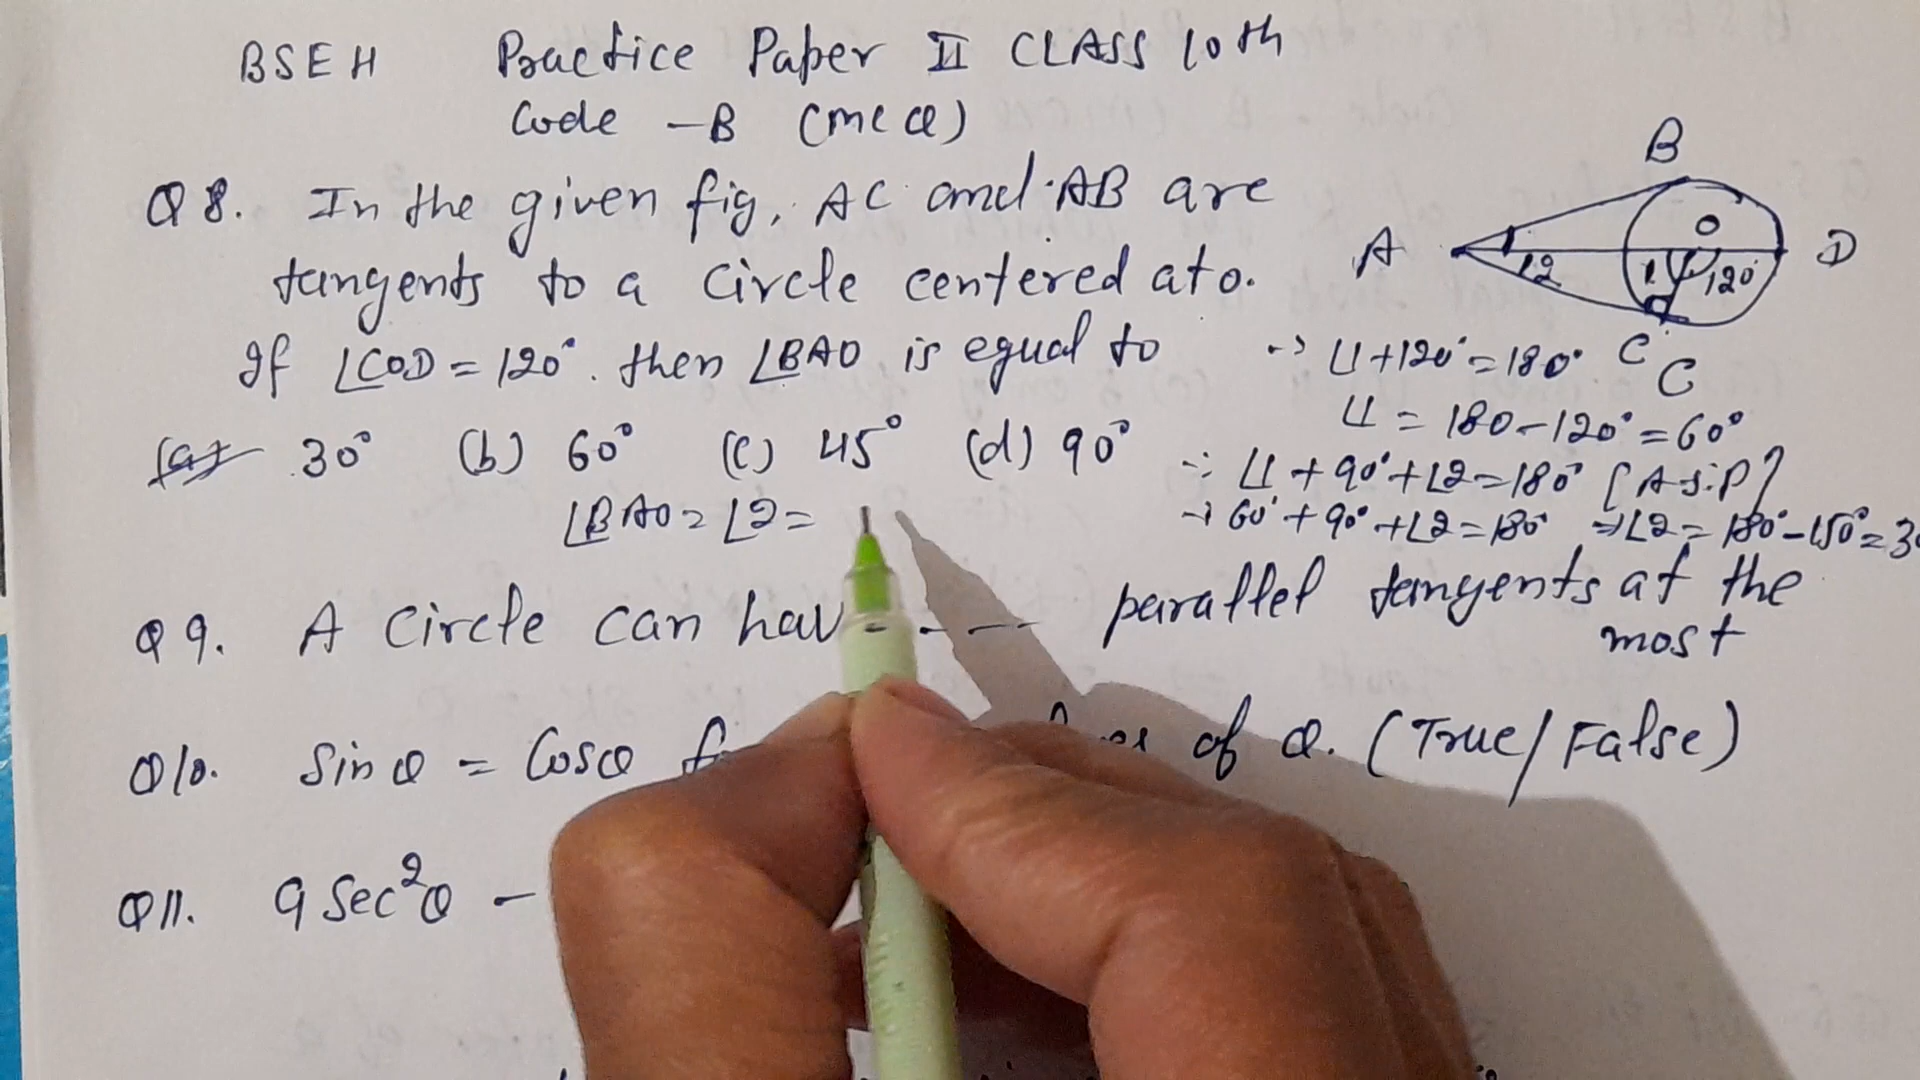 BSEH Practice Paper II CLASS 10th
Code -B (MCQ)
Q8. In the given fig, AC and AB are
tangents to a circle centered at o.
If ∠COD = 120°. then ∠BAO is equal to
(a) 30° (b) 60° (c) 45° (d) 90°
∠BAO = ∠2 =
B
A O D
∠2 1 120°
C
C
∠1+120°=180°
∠1 = 180-120°=60°
∴ ∠1 + 90°+∠2=180° [A.S.P]
→ 60°+90°+∠2=180° ⇒∠2=180°-150°=3
Q9. A circle can hav - - - parallel tangents at the
most
Q10. Sin θ = Cosθ of θ. (True/False)
Q11. 9 Sec²θ -